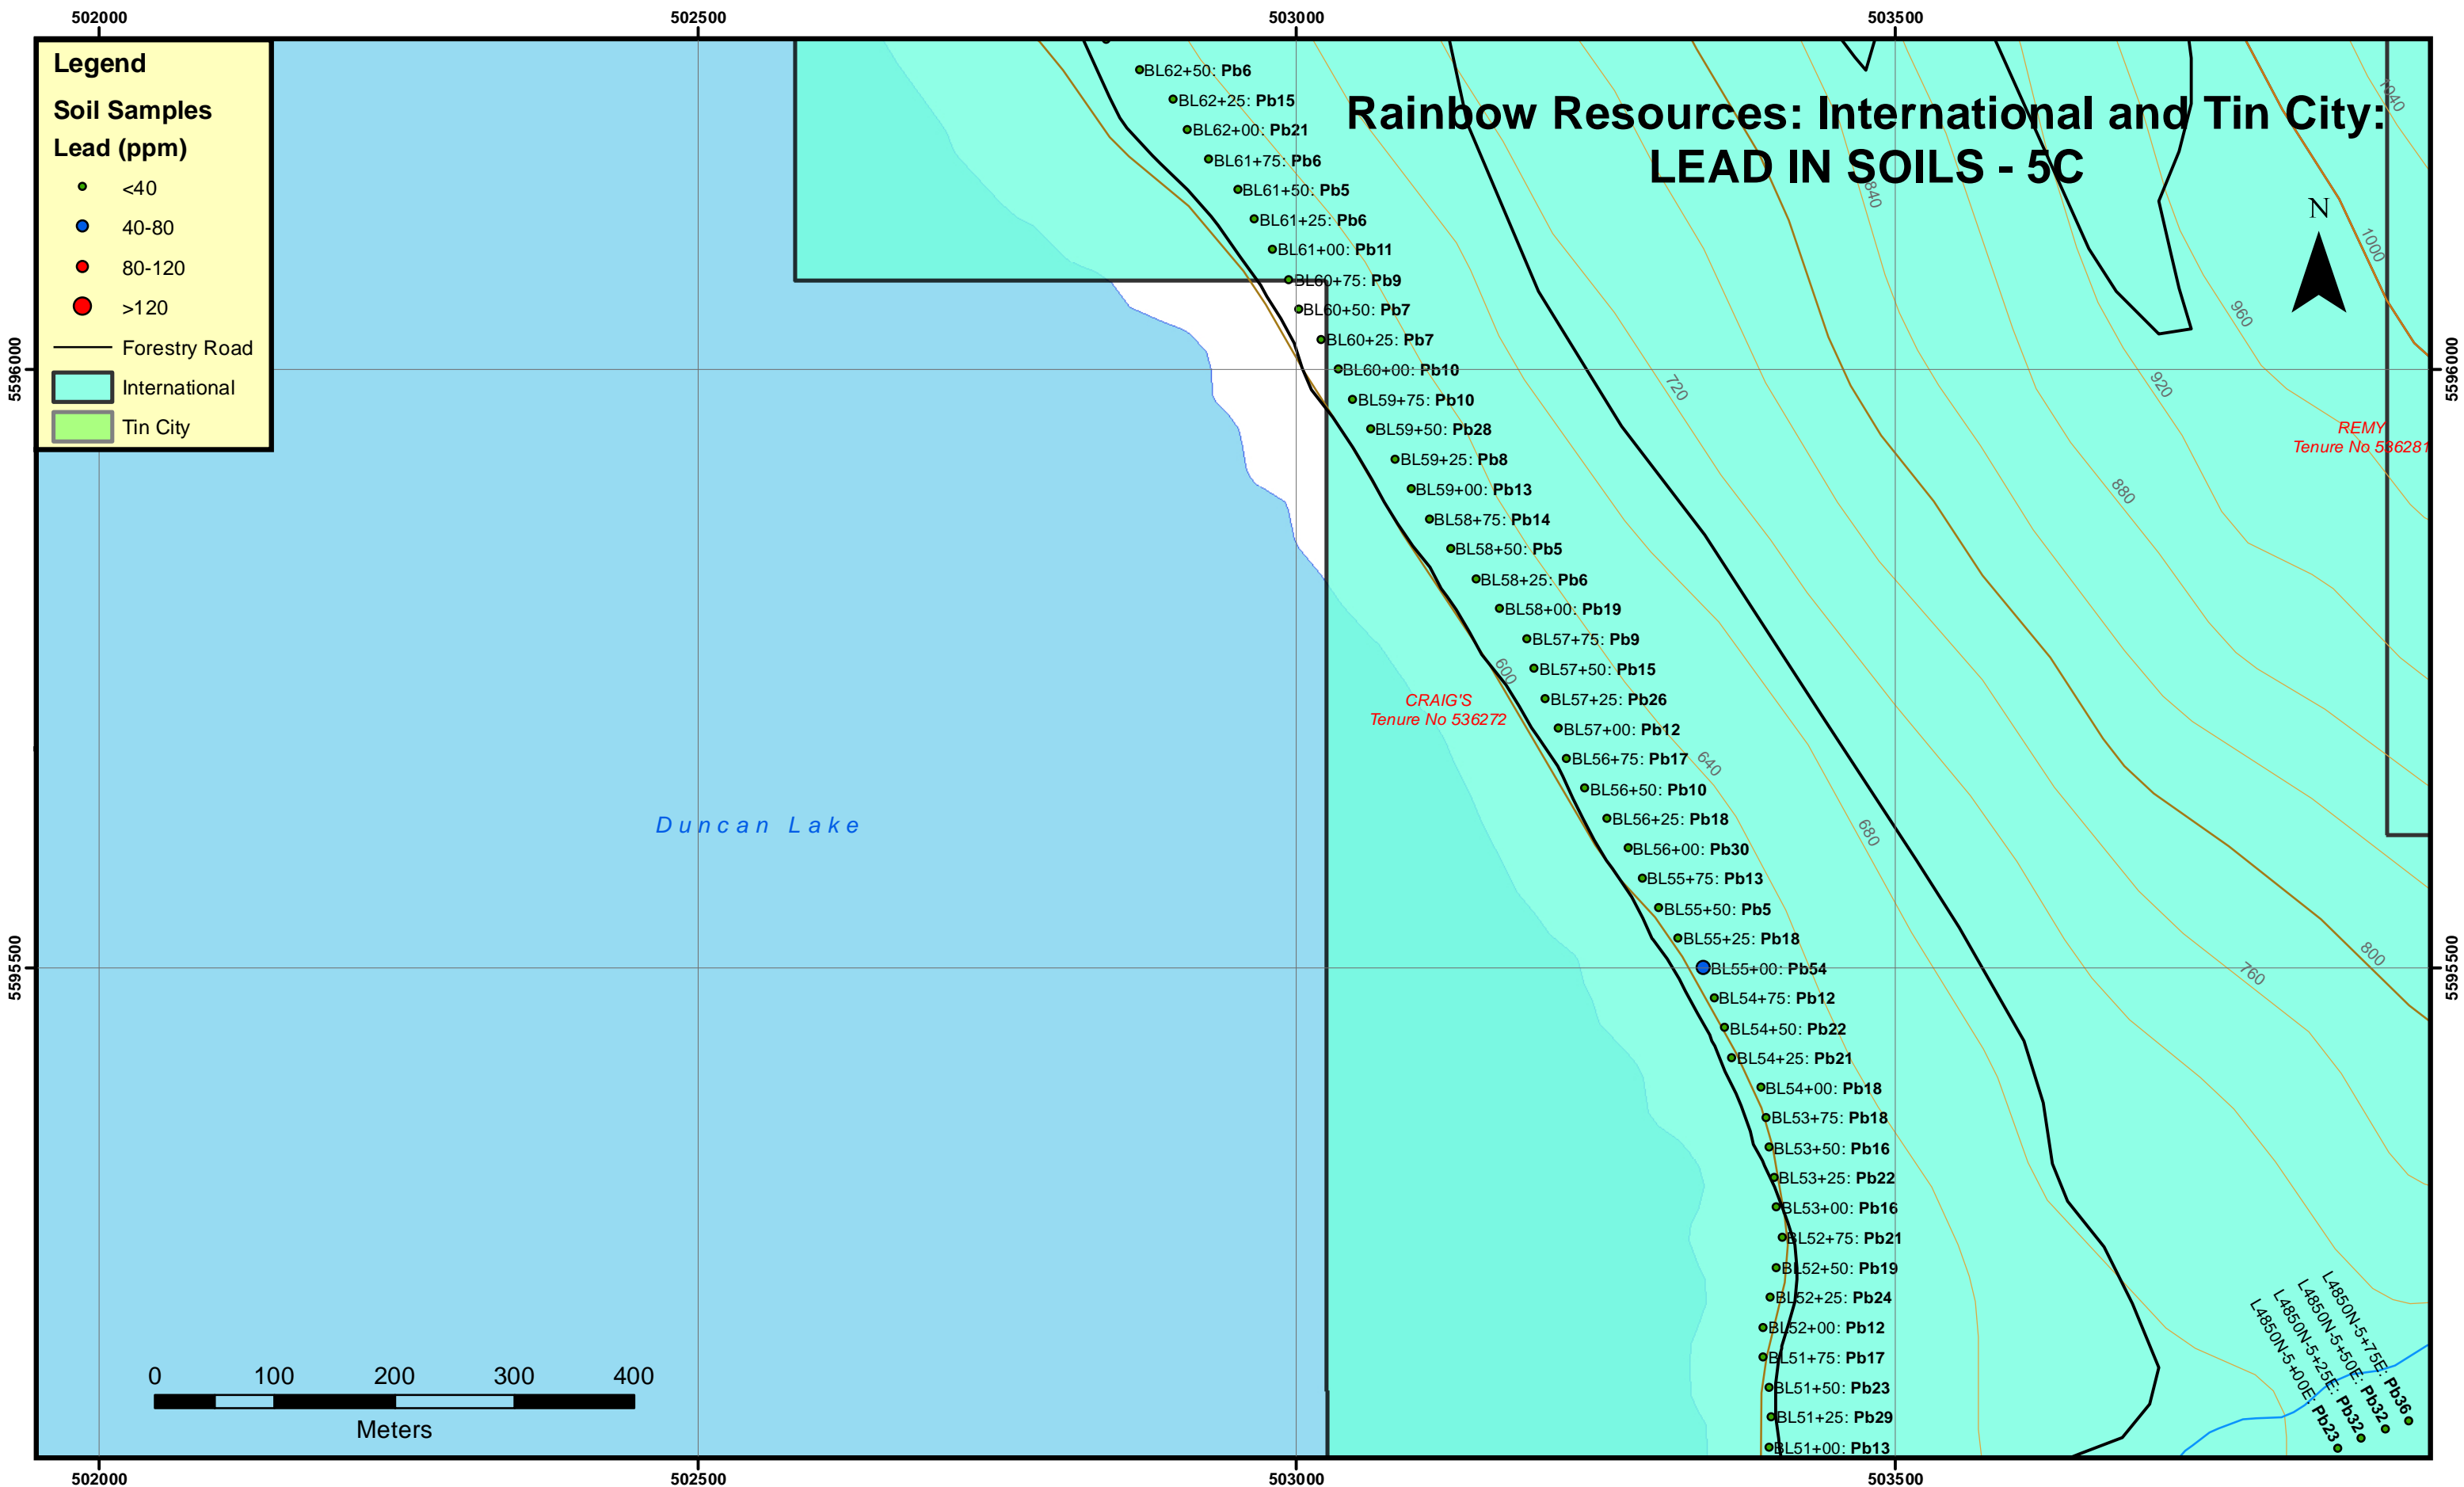 502000
502500
503000
503500
Legend
Soil Samples
Lead (ppm)
<40
40-80
80-120
>120
Forestry Road
International
Tin City
Rainbow Resources: International and Tin City:
LEAD IN SOILS - 5C
N
BL62+50: Pb6
BL62+25: Pb15
BL62+00: Pb21
BL61+75: Pb6
BL61+50: Pb5
BL61+25: Pb6
BL61+00: Pb11
BL60+75: Pb9
BL60+50: Pb7
BL60+25: Pb7
BL60+00: Pb10
BL59+75: Pb10
BL59+50: Pb28
BL59+25: Pb8
BL59+00: Pb13
BL58+75: Pb14
BL58+50: Pb5
BL58+25: Pb6
BL58+00: Pb19
BL57+75: Pb9
BL57+50: Pb15
BL57+25: Pb26
BL57+00: Pb12
BL56+75: Pb17
BL56+50: Pb10
BL56+25: Pb18
BL56+00: Pb30
BL55+75: Pb13
BL55+50: Pb5
BL55+25: Pb18
BL55+00: Pb54
BL54+75: Pb12
BL54+50: Pb22
BL54+25: Pb21
BL54+00: Pb18
BL53+75: Pb18
BL53+50: Pb16
BL53+25: Pb22
BL53+00: Pb16
BL52+75: Pb21
BL52+50: Pb19
BL52+25: Pb24
BL52+00: Pb12
BL51+75: Pb17
BL51+50: Pb23
BL51+25: Pb29
BL51+00: Pb13
1040
1000
960
920
880
840
800
760
720
680
640
600
REMY
Tenure No 536281
CRAIG'S
Tenure No 536272
Duncan Lake
L4850N-5+00E: Pb23
L4850N-5+25E: Pb32
L4850N-5+50E: Pb32
L4850N-5+75E: Pb36
0 100 200 300 400
Meters
5596000
5595500
5596000
5595500
502000
502500
503000
503500